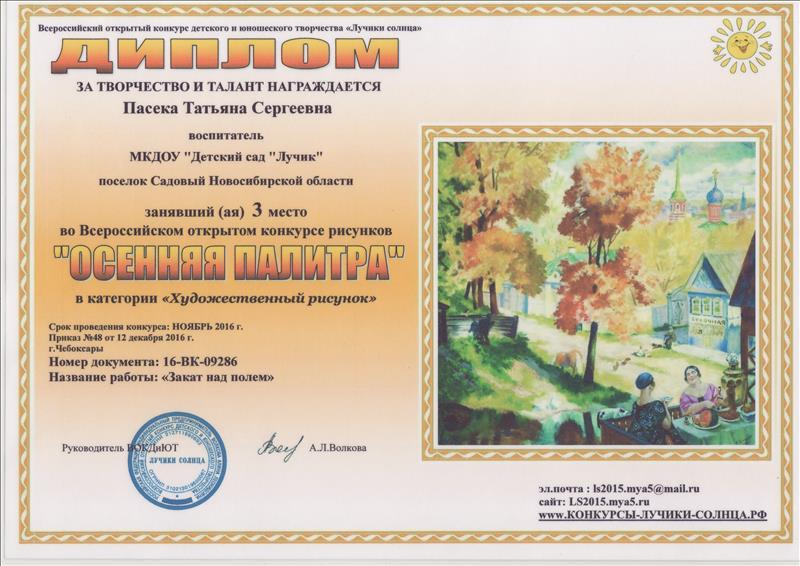 Всероссийский открытый конкурс детского и юношеского творчества «Лучики солнца»
ДИПЛОМ
ЗА ТВОРЧЕСТВО И ТАЛАНТ НАГРАЖДАЕТСЯ
Пасека Татьяна Сергеевна
воспитатель
МКДОУ "Детский сад "Лучик"
поселок Садовый Новосибирской области
занявший (ая) 3 место
во Всероссийском открытом конкурсе рисунков
"ОСЕННЯЯ ПАЛИТРА"
в категории «Художественный рисунок»
Срок проведения конкурса: НОЯБРЬ 2016 г.
Приказ №48 от 12 декабря 2016 г.
г.Чебоксары
Номер документа: 16-ВК-09286
Название работы: «Закат над полем»
Руководитель ВОКДиЮТ
А.Л.Волкова
ЛУЧИКИ СОЛНЦА
БУЛОЧНАЯ
эл.почта : ls2015.mya5@mail.ru
сайт: LS2015.mya5.ru
www.КОНКУРСЫ-ЛУЧИКИ-СОЛНЦА.РФ